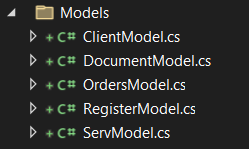 Models
+ C# ClientModel.cs
+ C# DocumentModel.cs
+ C# OrdersModel.cs
+ C# RegisterModel.cs
+ C# ServModel.cs